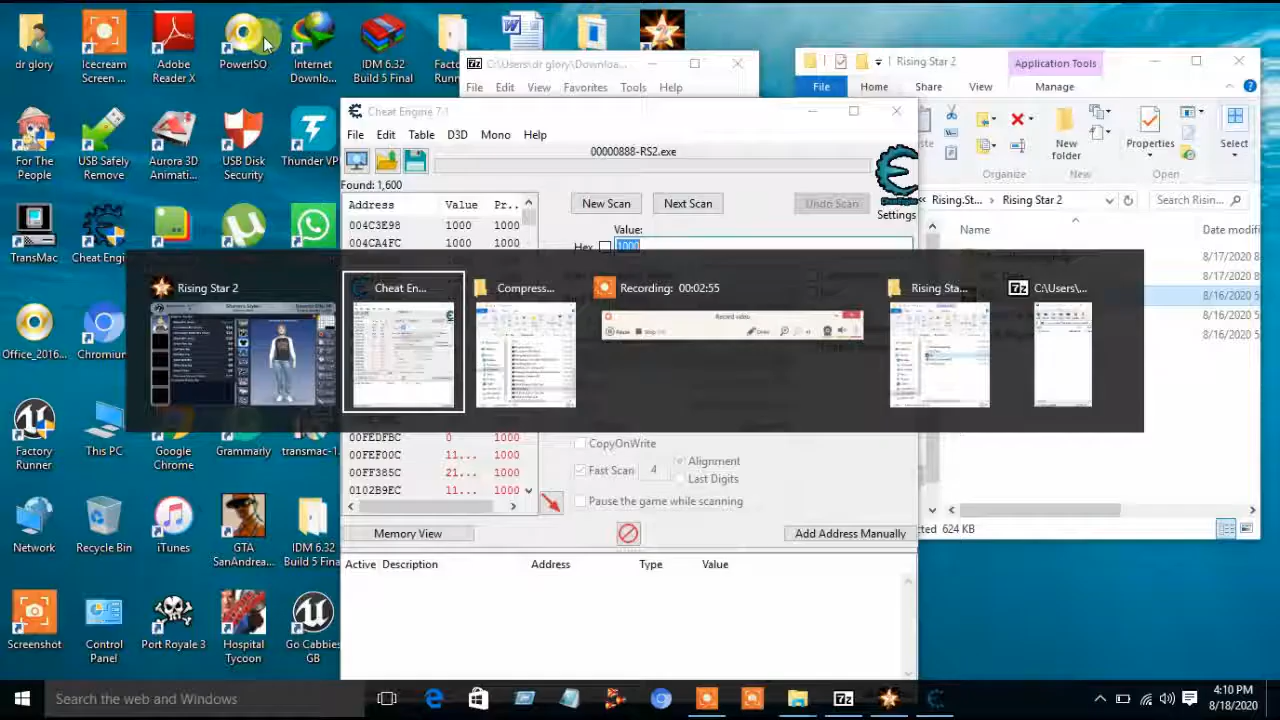 dr glory
Icecream
Screen ...
Adobe
Reader X
PowerISO
Internet
Downlo...
IDM 6.32
Build 5 Final
For The
People
USB Safely
Remove
Aurora 3D
Animati...
USB Disk
Security
Thunder VP
TransMac
Cheat Engine
Office_2016...
Chromium
Factory
Runner
This PC
Google
Chrome
Grammarly
transmac-1.
Network
Recycle Bin
iTunes
GTA
SanAndrea...
IDM 6.32
Build 5 Fina
Screenshot
Control
Panel
Port Royale 3
Hospital
Tycoon
Go Cabbies
GB
C:\Users\dr glory\Downloa...
File Edit View Favorites Tools Help
Cheat Engine 7.1
File Edit Table D3D Mono Help
00000888-RS2.exe
Found: 1,600
Address Value Pr..
004C3E98 1000 1000
004CA4FC 1000 1000
New Scan Next Scan Undo Scan
Settings
Value:
Hex 1000
Rising Star 2
Cheat En...
Compress...
Recording: 00:02:55
Rising Sta...
C:\Users\...
00FEDFBC 0 1000
00FEF00C 11... 1000
00FF385C 21... 1000
0102B9EC 11... 1000
CopyOnWrite
Fast Scan 4
Alignment
Last Digits
Pause the game while scanning
Memory View
Add Address Manually
Active Description Address Type Value
Rising Star 2
Application Tools
File Home Share View Manage
New
folder
Properties
Select
Organize New Open
Rising.St... Rising Star 2
Search Risin...
Name Date modifi
8/17/2020
8/17/2020
8/16/2020 5
8/16/2020
8/16/2020
cted 624 KB
Search the web and Windows
4:10 PM
8/18/2020